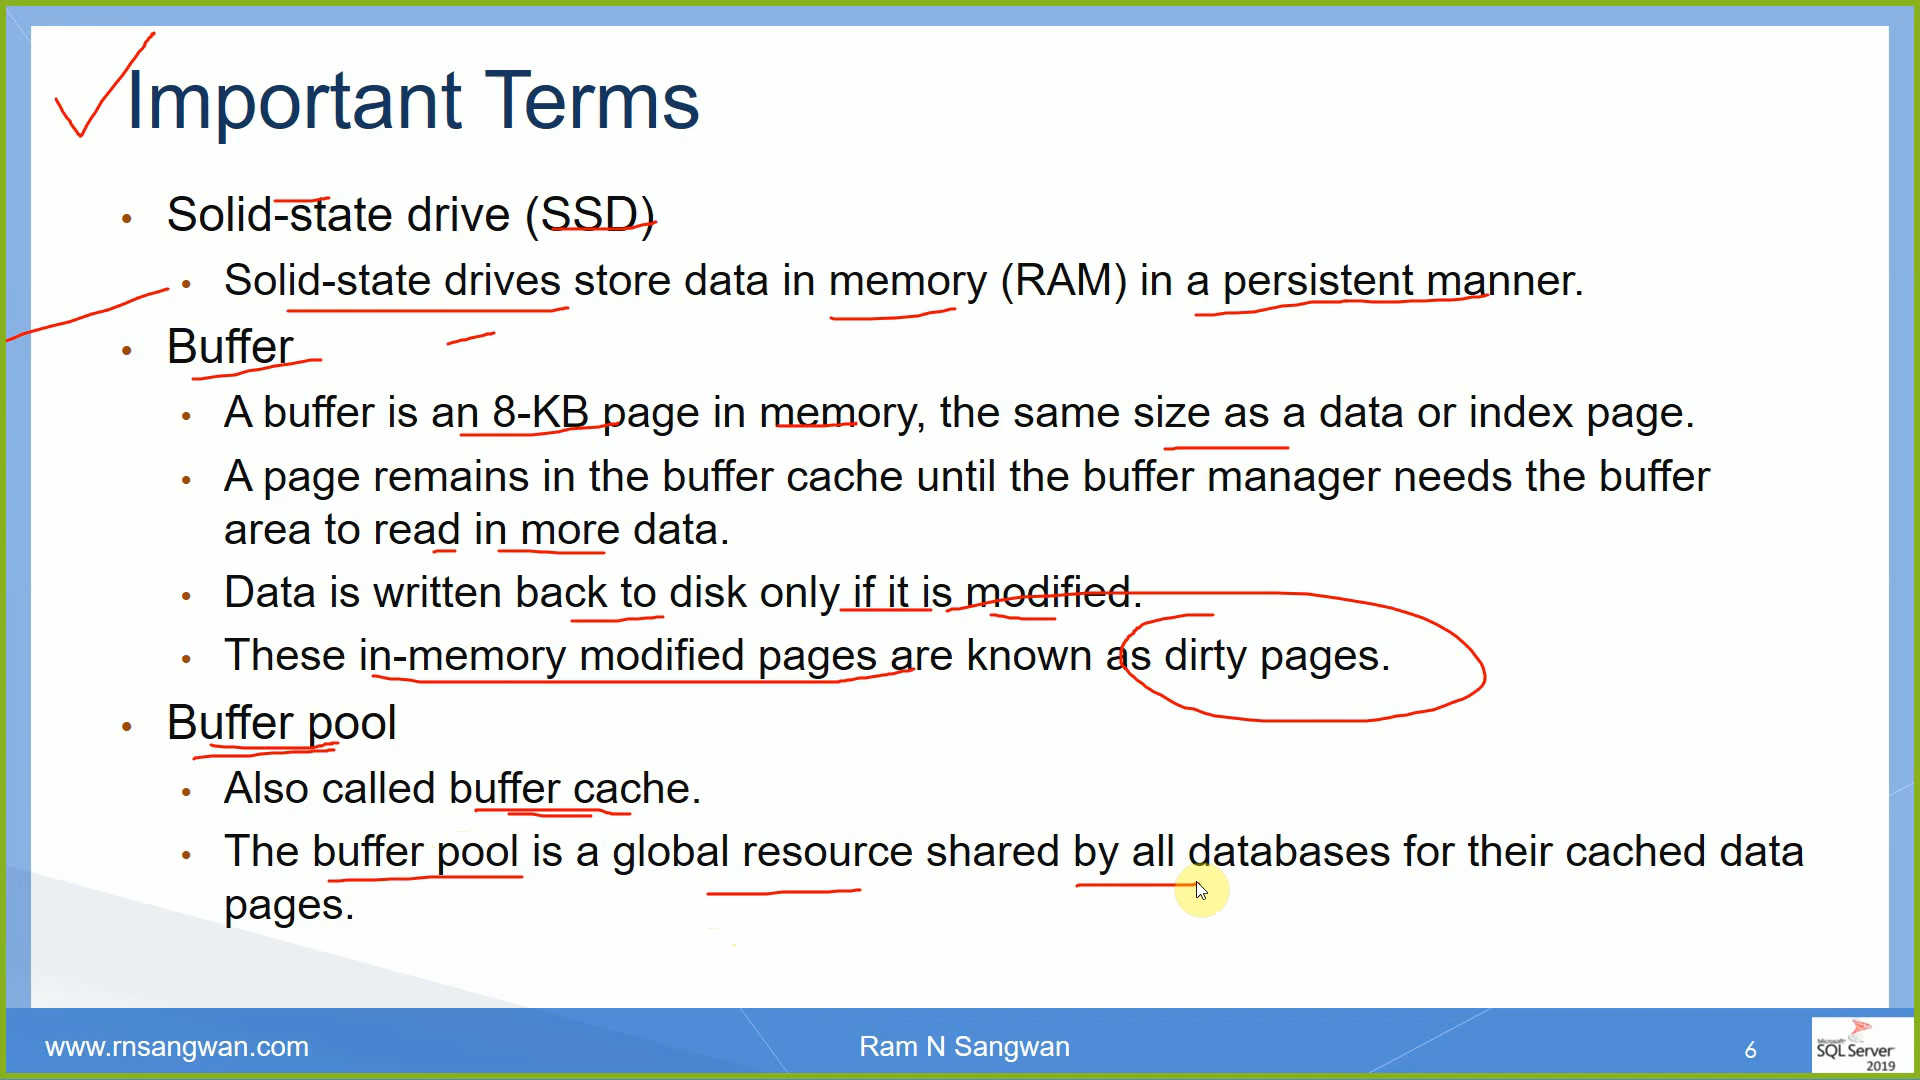 Important Terms
• Solid-state drive (SSD)
• Solid-state drives store data in memory (RAM) in a persistent manner.
• Buffer
• A buffer is an 8-KB page in memory, the same size as a data or index page.
• A page remains in the buffer cache until the buffer manager needs the buffer
area to read in more data.
• Data is written back to disk only if it is modified.
• These in-memory modified pages are known as dirty pages.
• Buffer pool
• Also called buffer cache.
• The buffer pool is a global resource shared by all databases for their cached data
pages.
www.rnsangwan.com
Ram N Sangwan
6
Microsoft
SQL Server
2019